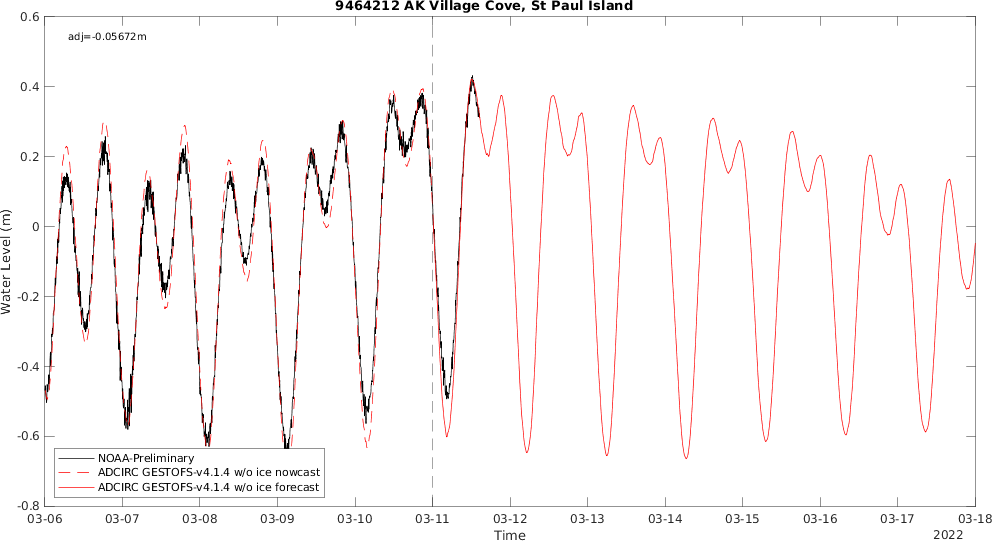 9464212 AK Village Cove, St Paul Island
adj=-0.05672m
Water Level (m)
0.6
0.4
0.2
0
-0.2
-0.4
-0.6
-0.8
NOAA-Preliminary
ADCIRC GESTOFS-v4.1.4 w/o ice nowcast
ADCIRC GESTOFS-v4.1.4 w/o ice forecast
03-06 03-07 03-08 03-09 03-10 03-11 03-12 03-13 03-14 03-15 03-16 03-17 03-18
Time
2022